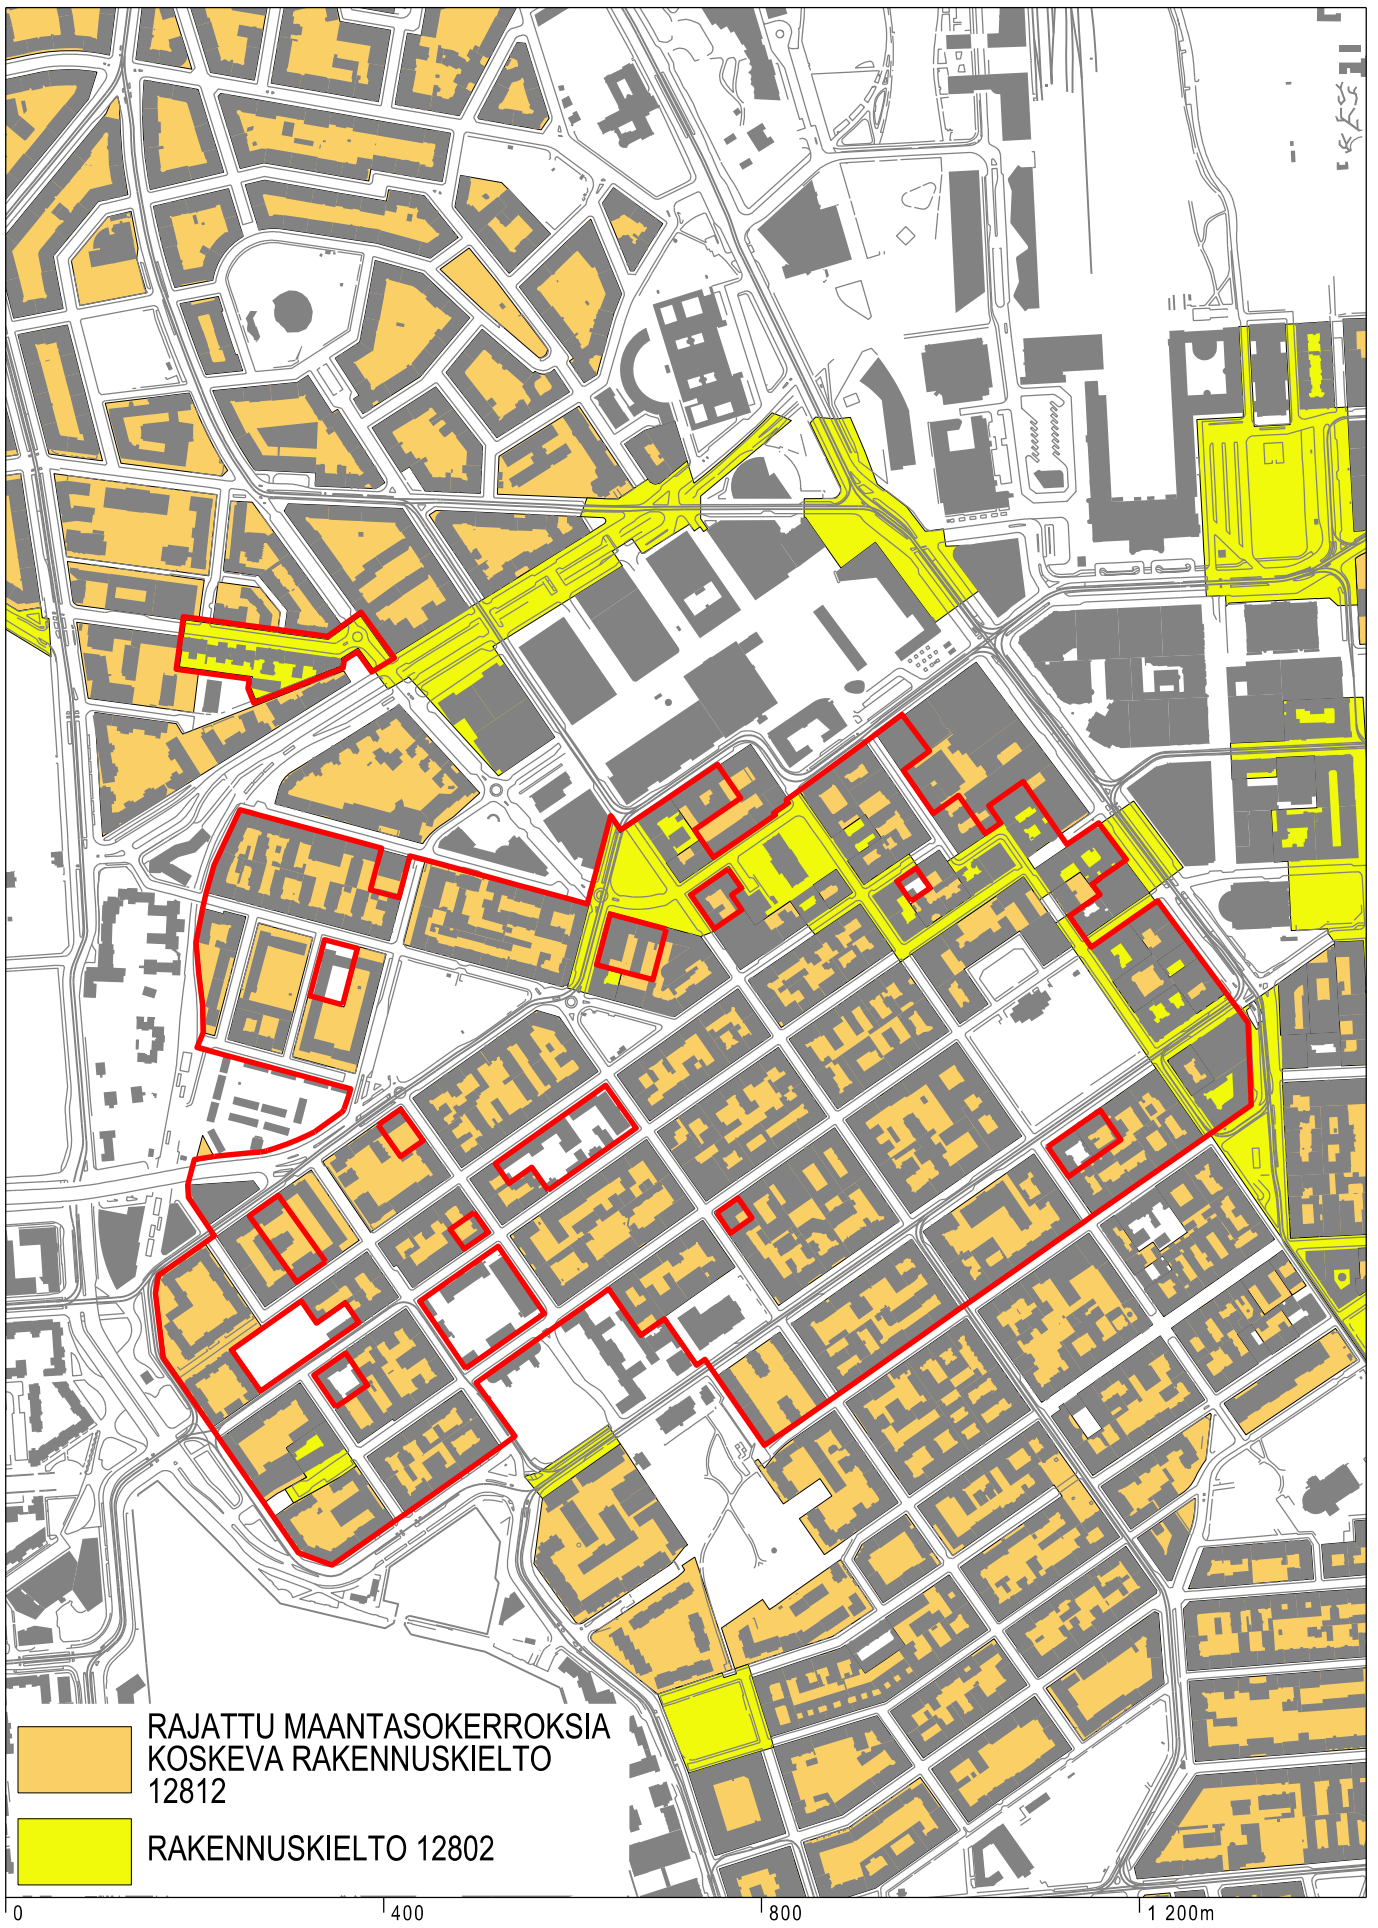 RAJATTU MAANTASOKERROKSIA
KOSKEVA RAKENNUSKIELTO
12812
RAKENNUSKIELTO 12802
0 400 800 1 200m